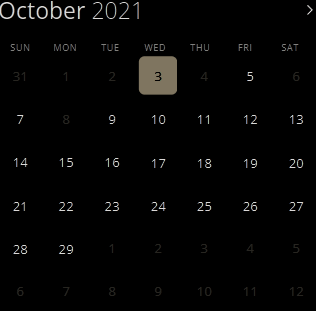 October 2021
SUN MON TUE WED THU FRI SAT
31 1 2 3 4 5 6
7 8 9 10 11 12 13
14 15 16 17 18 19 20
21 22 23 24 25 26 27
28 29 1 2 3 4 5
6 7 8 9 10 11 12